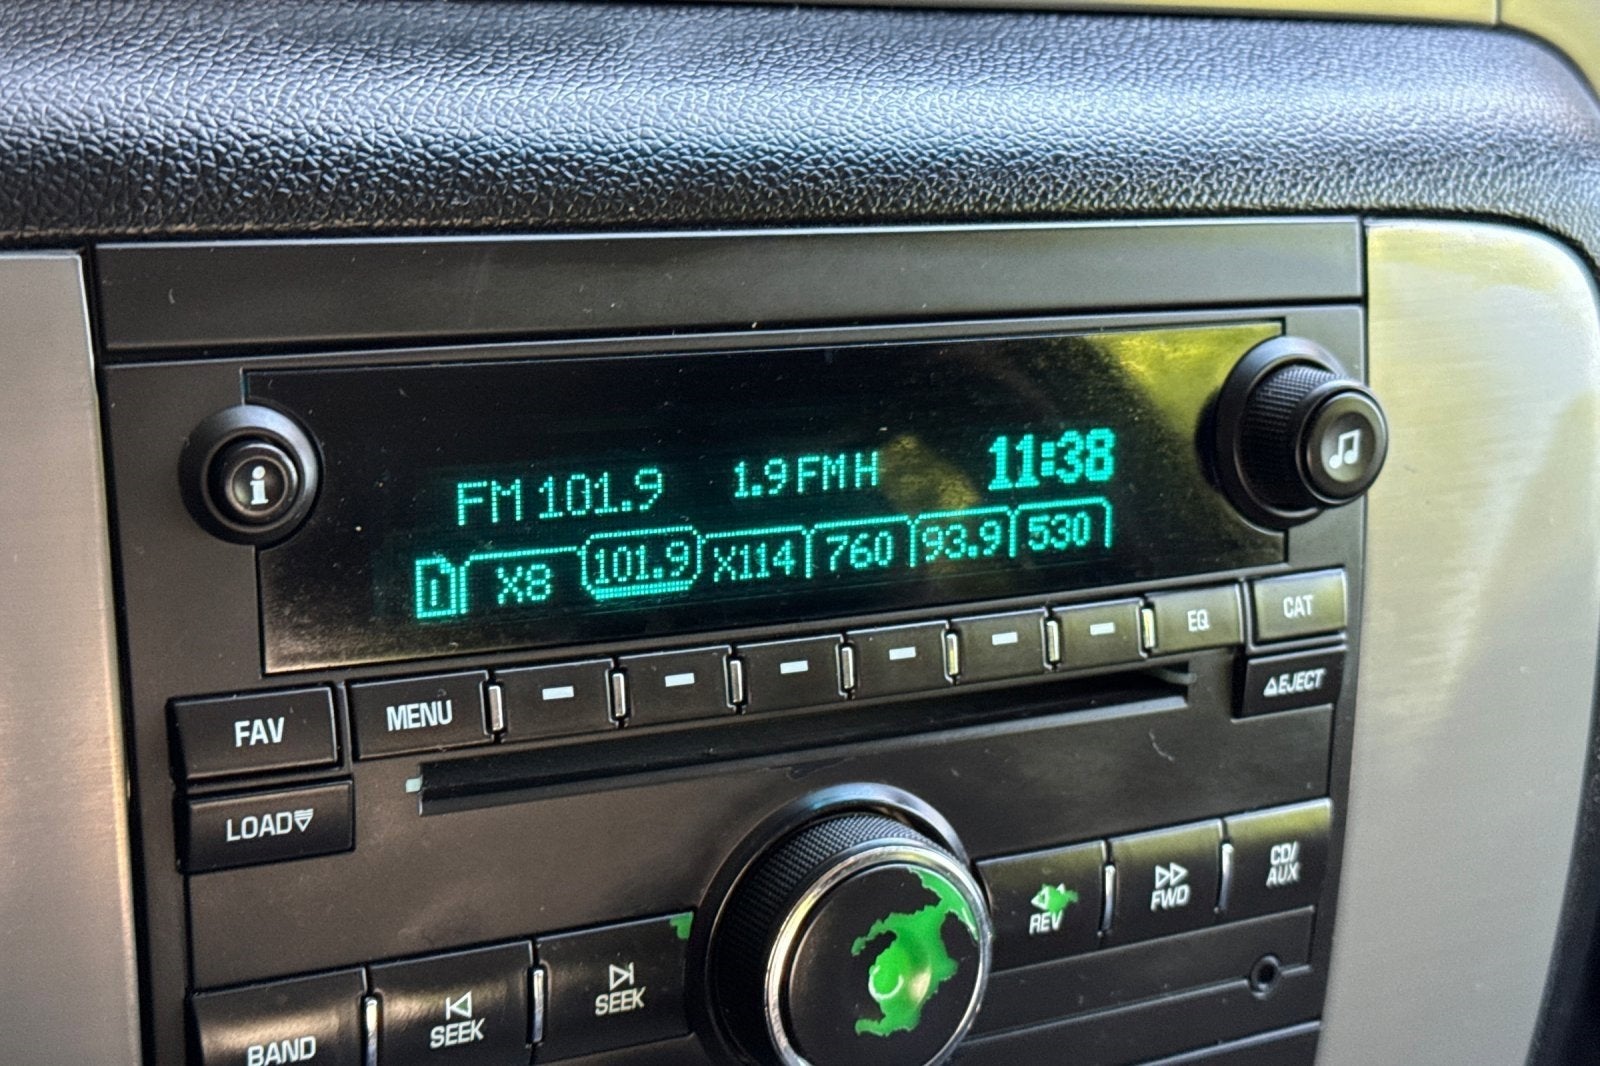 FM 101.9 1.9 FM H 11:38
1 X8 101.9 X114 760 93.9 530
EQ CAT
FAV MENU EJECT
LOAD
REV FWD CD/
AUX
BAND SEEK SEEK